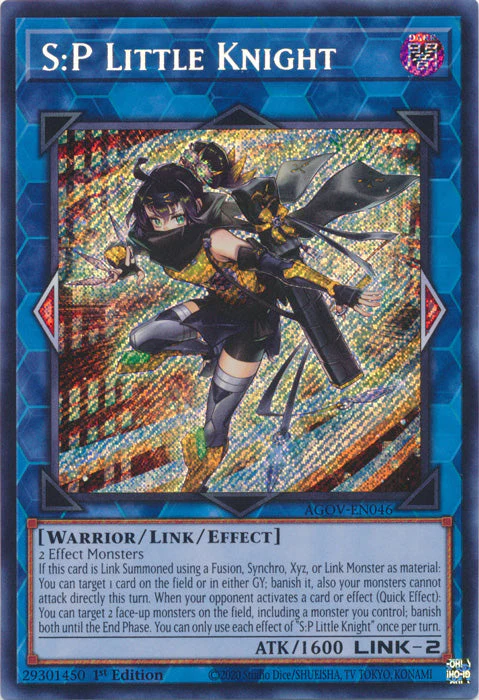 S:P Little Knight
AGOV-EN046
[Warrior/Link/Effect]
2 Effect Monsters
If this card is Link Summoned using a Fusion, Synchro, Xyz, or Link Monster as material:
You can target 1 card on the field or in either GY; banish it, also your monsters cannot
attack directly this turn. When your opponent activates a card or effect (Quick Effect):
You can target 2 face-up monsters on the field, including a monster you control; banish
both until the End Phase. You can only use each effect of "S:P Little Knight" once per turn.
ATK/1600 LINK-2
29301450 1st Edition ©2020 Studio Dice/SHUEISHA, TV TOKYO, KONAMI